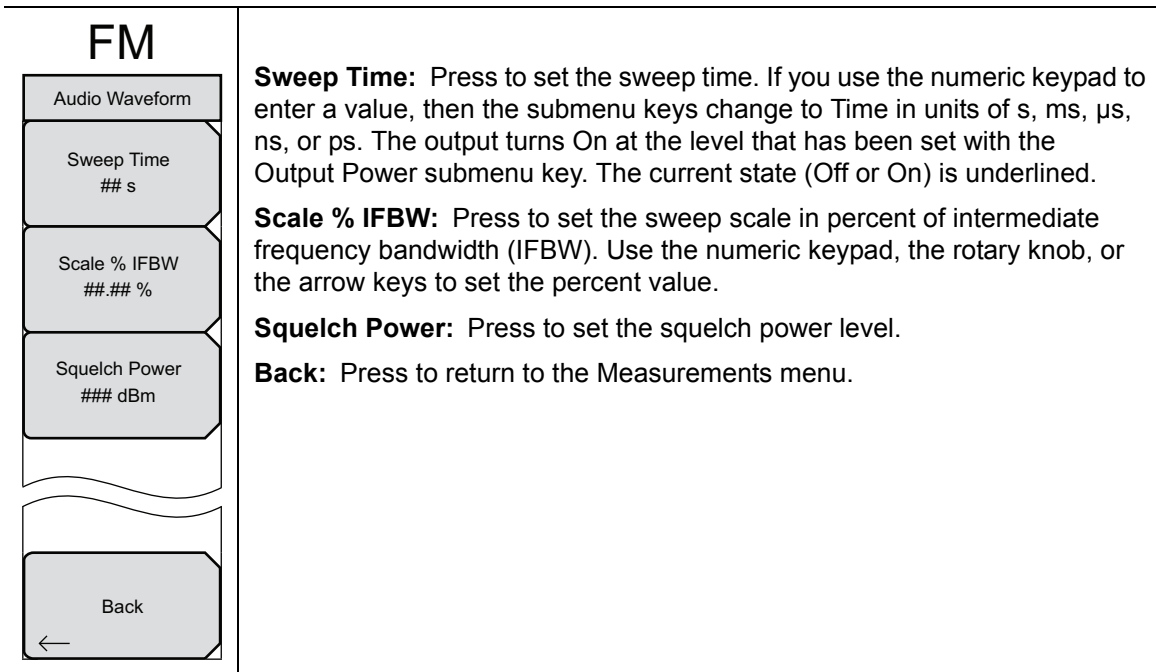 FM
Audio Waveform
Sweep Time
## s
Scale % IFBW
##.## %
Squelch Power
### dBm
Back
Sweep Time: Press to set the sweep time. If you use the numeric keypad to
enter a value, then the submenu keys change to Time in units of s, ms, µs,
ns, or ps. The output turns On at the level that has been set with the
Output Power submenu key. The current state (Off or On) is underlined.
Scale % IFBW: Press to set the sweep scale in percent of intermediate
frequency bandwidth (IFBW). Use the numeric keypad, the rotary knob, or
the arrow keys to set the percent value.
Squelch Power: Press to set the squelch power level.
Back: Press to return to the Measurements menu.